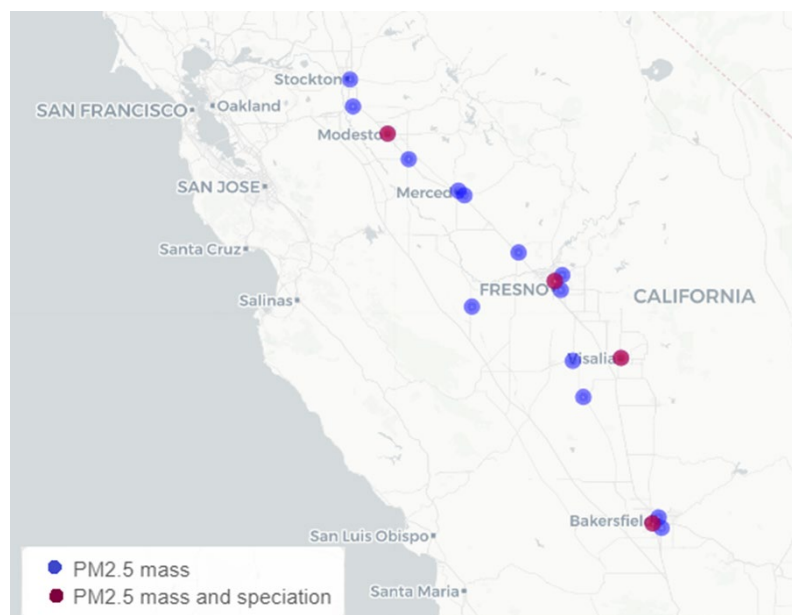 Stockton
SAN FRANCISCO
Oakland
Modesto
SAN JOSE
Merced
Santa Cruz
FRESNO
CALIFORNIA
Salinas
Visalia
Bakersfiel
San Luis Obispo
PM2.5 mass
PM2.5 mass and speciation
Santa Maria